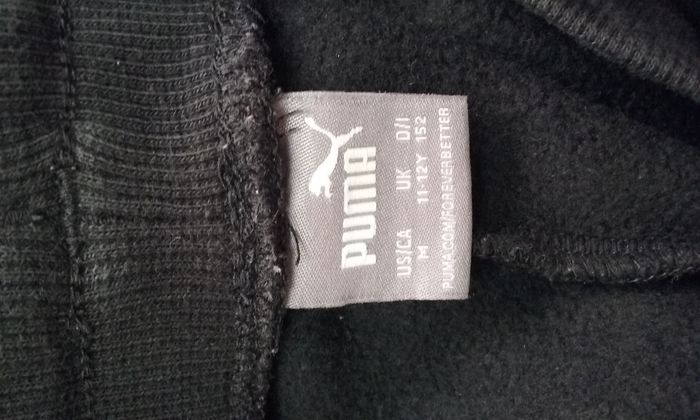 PUMA
US/CA UK D/I
M 11-12Y 152
PUMA.COM/FOREVERBETTER